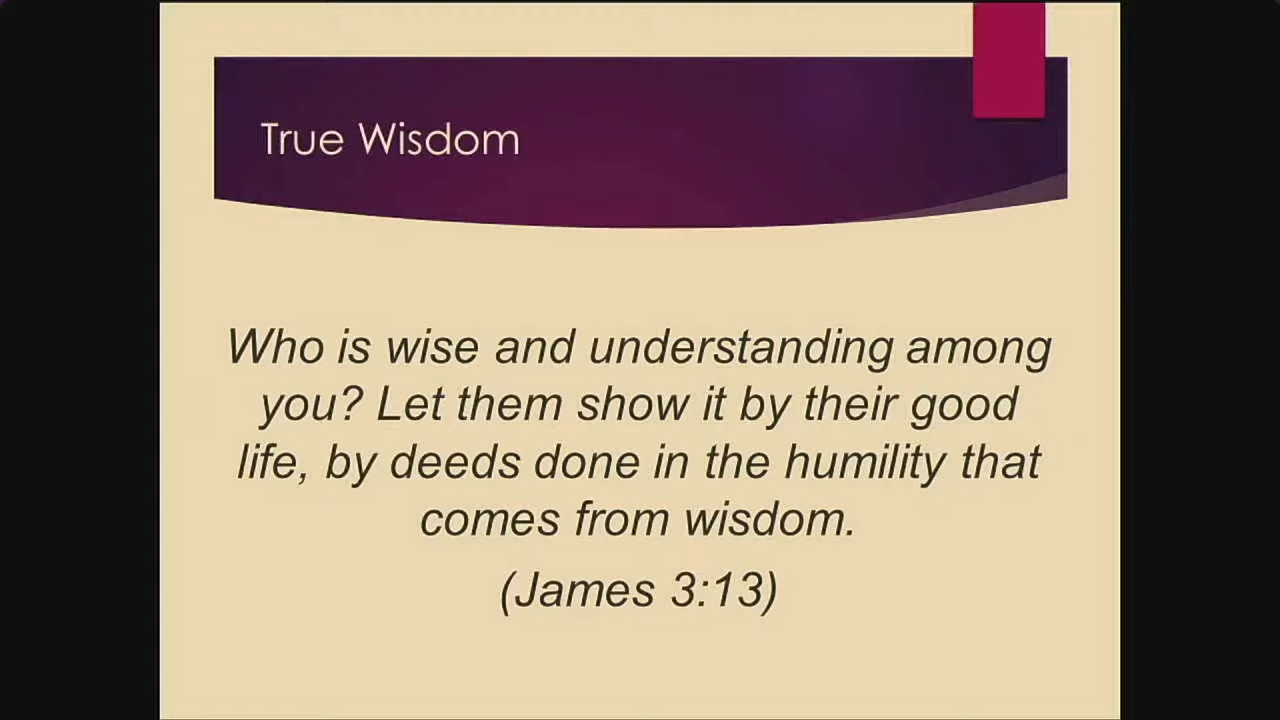 True Wisdom
Who is wise and understanding among
you? Let them show it by their good
life, by deeds done in the humility that
comes from wisdom.
(James 3:13)